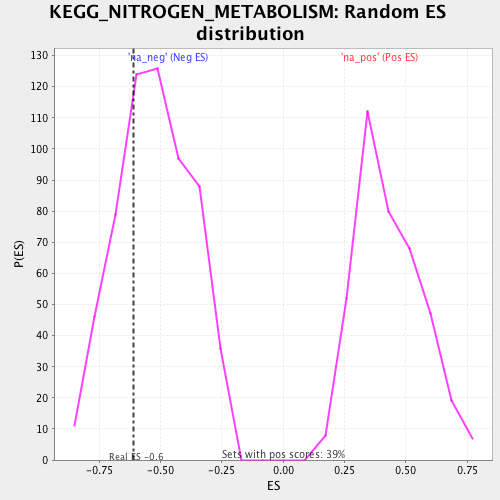 KEGG_NITROGEN_METABOLISM: Random ES
distribution
'na_neg' (Neg ES)
'na_pos' (Pos ES)
130
120
110
100
90
80
70
60
50
40
30
20
10
0
P(ES)
Real ES -0.6
Sets with pos scores: 39%
-0.75 -0.50 -0.25 0.00 0.25 0.50 0.75
ES